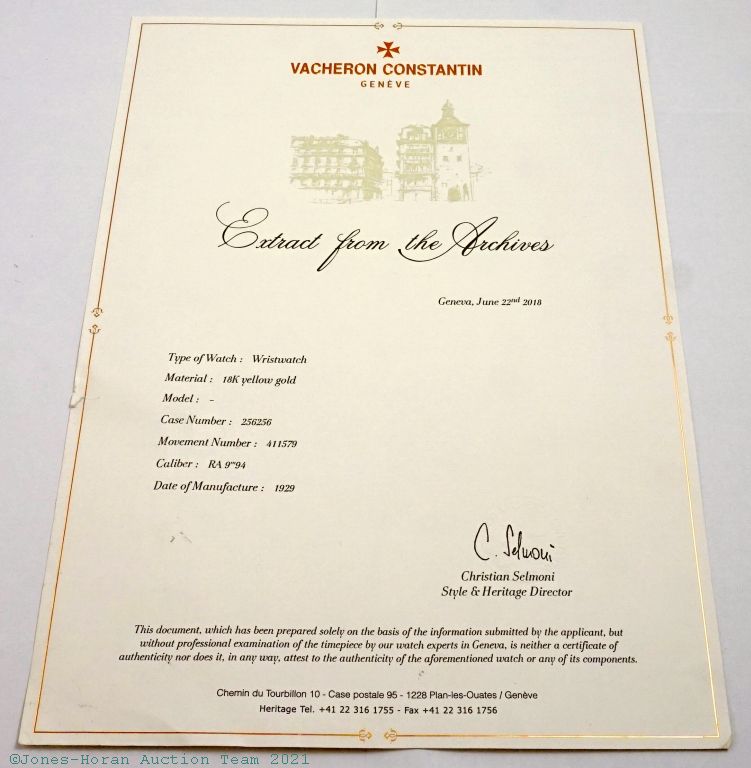 VACHERON CONSTANTIN
GENÈVE
Extract from the Archives
Geneva, June 22nd 2018
Type of Watch : Wristwatch
Material : 18K yellow gold
Model : -
Case Number : 256256
Movement Number : 411579
Caliber : RA 9'''94
Date of Manufacture : 1929
C. Selmoni
Christian Selmoni
Style & Heritage Director
This document, which has been prepared solely on the basis of the information submitted by the applicant, but
without professional examination of the timepiece by our watch experts in Geneva, is neither a certificate of
authenticity nor does it, in any way, attest to the authenticity of the aforementioned watch or any of its components.
Chemin du Tourbillon 10 - Case postale 95 - 1228 Plan-les-Ouates / Genève
Heritage Tel. +41 22 316 1755 - Fax +41 22 316 1756
©Jones-Horan Auction Team 2021